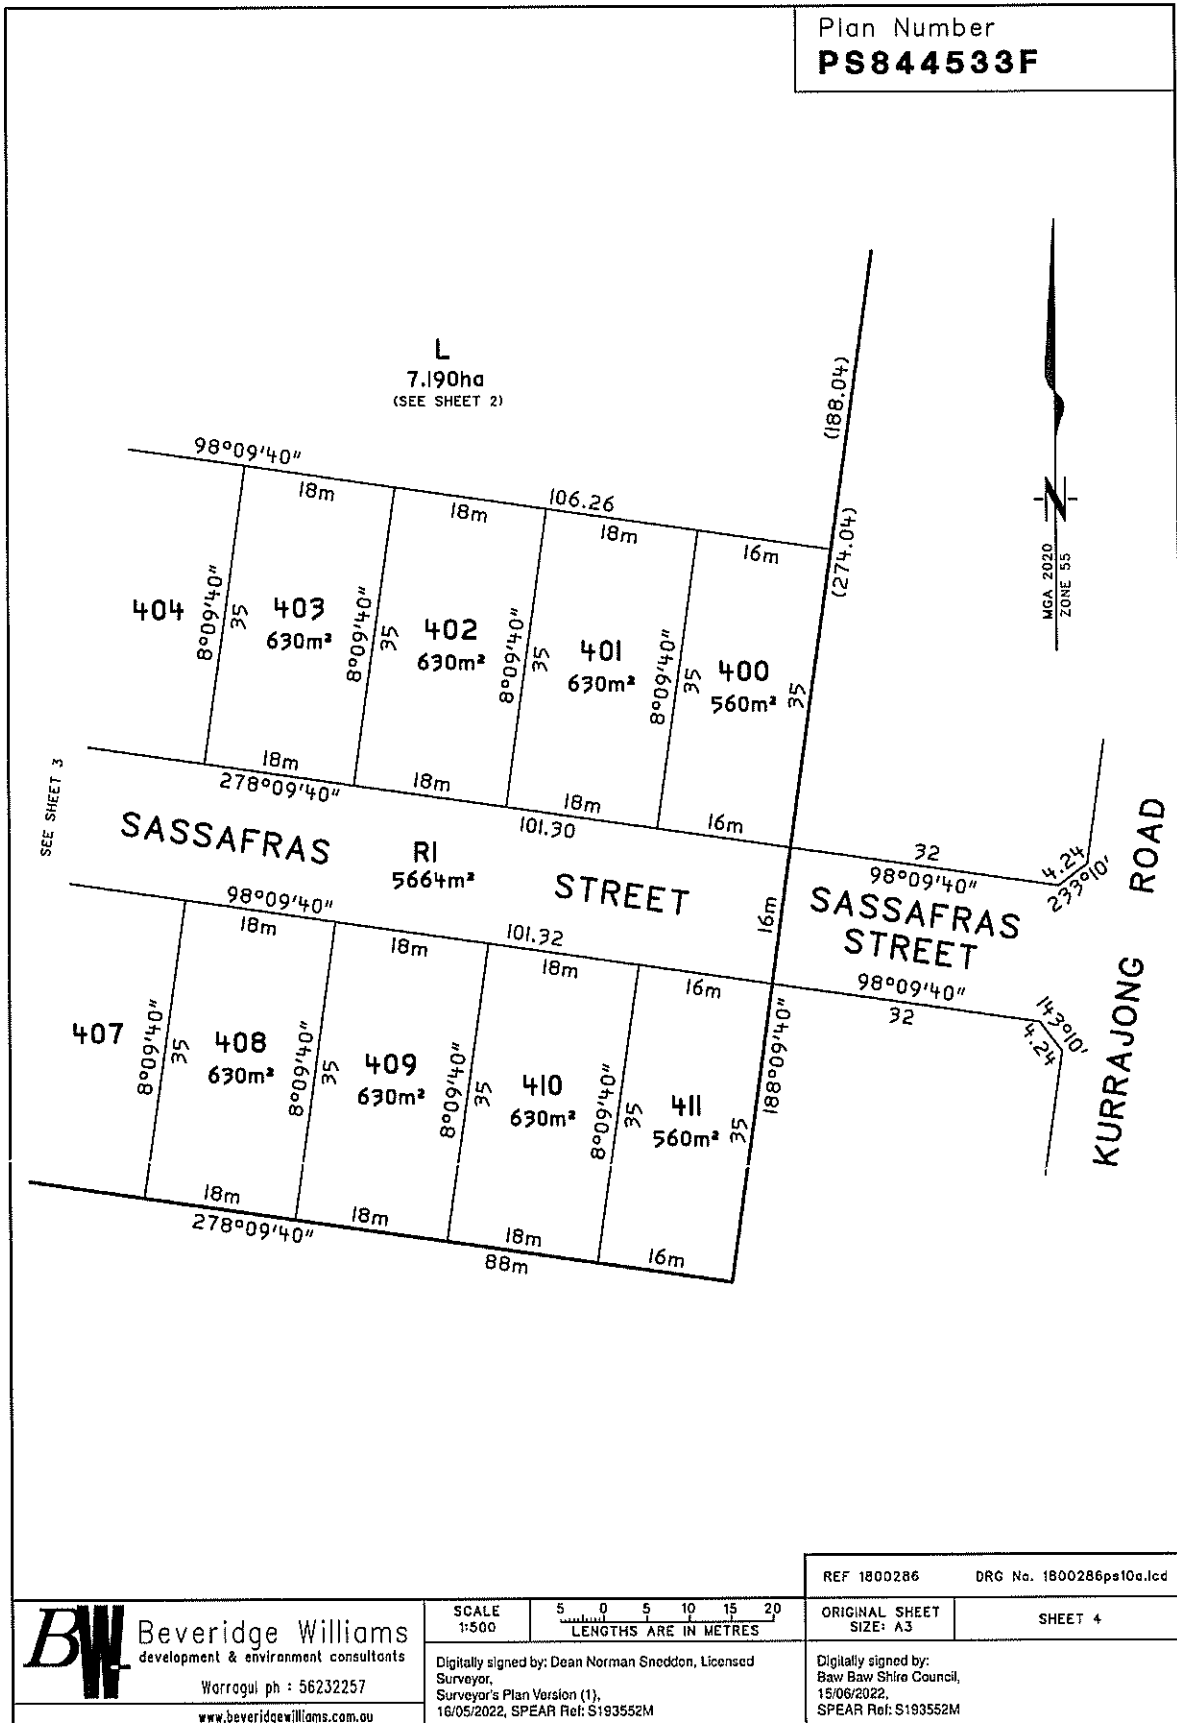 Plan Number
PS844533F
L
7.190ha
(SEE SHEET 2)
(188.04)
(274.04)
98°09'40"
106.26
18m
18m
18m
16m
MGA 2020
ZONE 55
404
8°09'40"
35
403
630m²
8°09'40"
35
402
630m²
8°09'40"
35
401
630m²
8°09'40"
35
400
560m²
35
18m
18m
18m
16m
278°09'40"
101.30
SEE SHEET 3
SASSAFRAS
STREET
R1
5664m²
16m
32
98°09'40"
4.24
233°10'
SASSAFRAS
STREET
98°09'40"
32
143°10'
4.24
KURRAJONG ROAD
98°09'40"
101.32
18m
18m
18m
16m
188°09'40"
407
8°09'40"
35
408
630m²
8°09'40"
35
409
630m²
8°09'40"
35
410
630m²
8°09'40"
35
411
560m²
35
18m
18m
18m
16m
278°09'40"
88m
REF 1800286
DRG No. 1800286ps10a.lcd
BW
Beveridge Williams
development & environment consultants
Warragul ph : 56232257
www.beveridgewilliams.com.au
SCALE
1:500
5 0 5 10 15 20
LENGTHS ARE IN METRES
ORIGINAL SHEET
SIZE: A3
SHEET 4
Digitally signed by: Dean Norman Sneddon, Licensed
Surveyor,
Surveyor's Plan Version (1),
16/05/2022, SPEAR Ref: S193552M
Digitally signed by:
Baw Baw Shire Council,
15/06/2022,
SPEAR Ref: S193552M